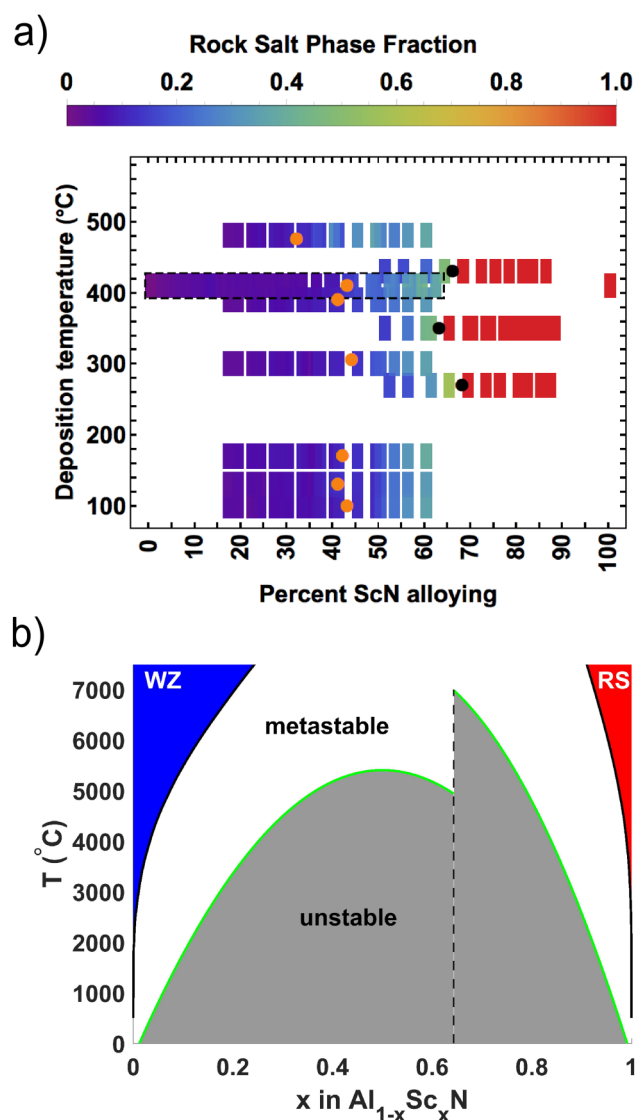 a)
Rock Salt Phase Fraction
0 0.2 0.4 0.6 0.8 1.0
Deposition temperature (°C)
500
400
300
200
100
0 10 20 30 40 50 60 70 80 90 100
Percent ScN alloying
b)
WZ
RS
metastable
unstable
T (°C)
7000
6000
5000
4000
3000
2000
1000
0
0 0.2 0.4 0.6 0.8 1
x in Al₁₋ₓScₓN